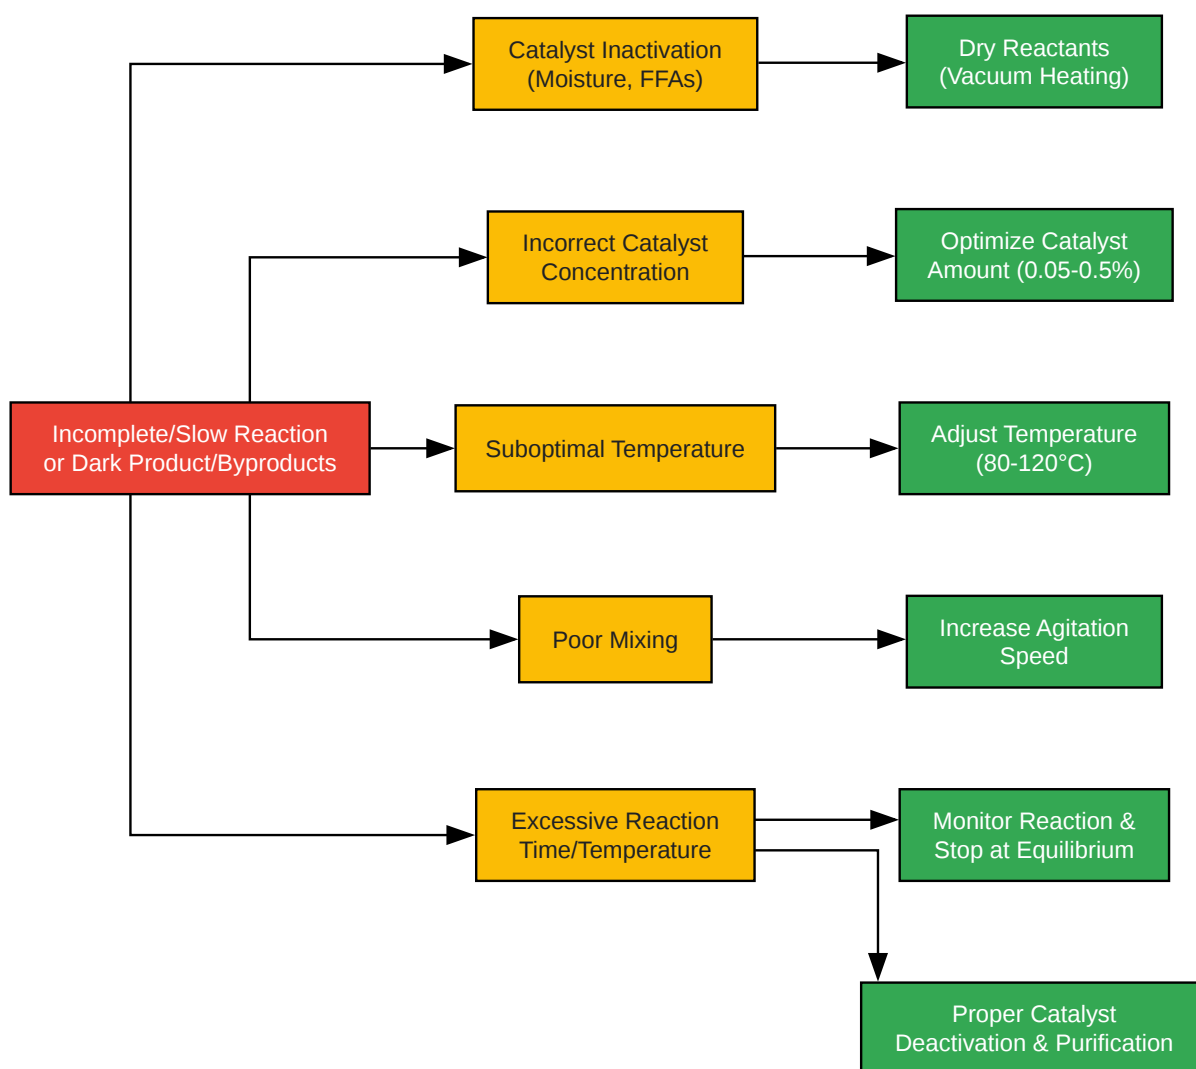 Catalyst Inactivation
(Moisture, FFAs)
Dry Reactants
(Vacuum Heating)
Incorrect Catalyst
Concentration
Optimize Catalyst
Amount (0.05-0.5%)
Incomplete/Slow Reaction
or Dark Product/Byproducts
Suboptimal Temperature
Adjust Temperature
(80-120°C)
Poor Mixing
Increase Agitation
Speed
Excessive Reaction
Time/Temperature
Monitor Reaction &
Stop at Equilibrium
Proper Catalyst
Deactivation & Purification